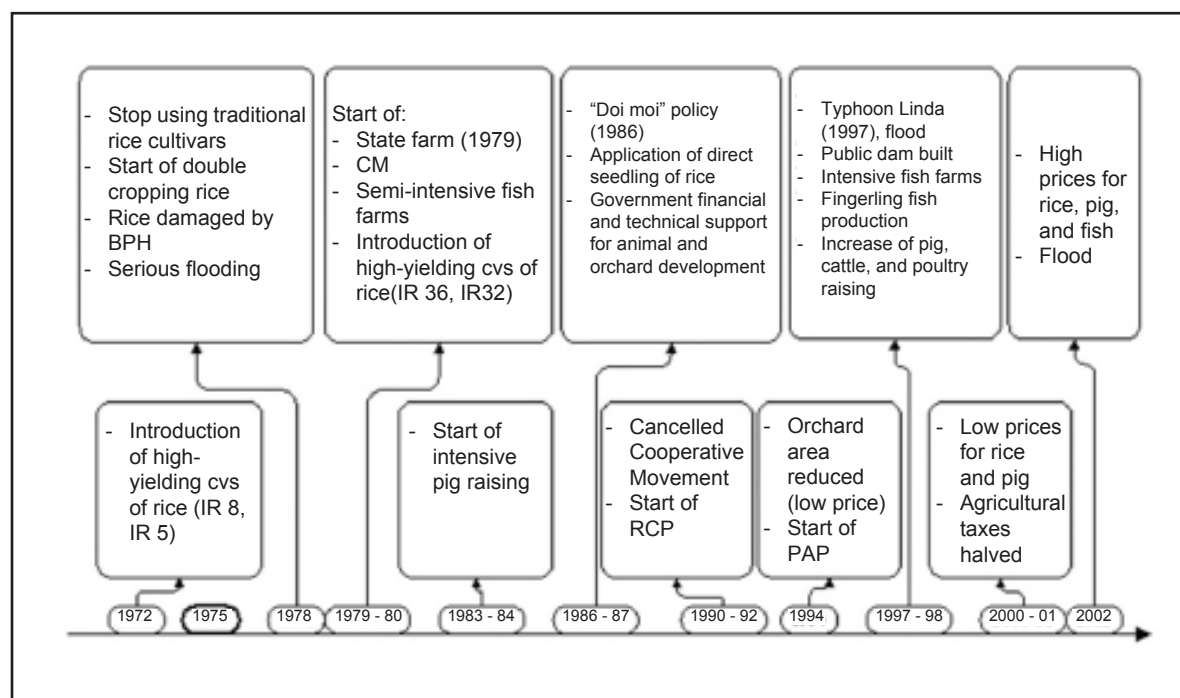 - Stop using traditional
rice cultivars
- Start of double
cropping rice
- Rice damaged by
BPH
- Serious flooding
Start of:
- State farm (1979)
- CM
- Semi-intensive fish
farms
- Introduction of
high-yielding cvs of
rice(IR 36, IR32)
- “Doi moi” policy
(1986)
- Application of direct
seedling of rice
- Government financial
and technical support
for animal and
orchard development
- Typhoon Linda
(1997), flood
- Public dam built
- Intensive fish farms
- Fingerling fish
production
- Increase of pig,
cattle, and poultry
raising
- High
prices for
rice, pig,
and fish
- Flood
- Introduction
of high-
yielding cvs
of rice (IR 8,
IR 5)
- Start of
intensive
pig raising
- Cancelled
Cooperative
Movement
- Start of
RCP
- Orchard
area
reduced
(low price)
- Start of
PAP
- Low prices
for rice
and pig
- Agricultural
taxes
halved
1972
1975
1978
1979 - 80
1983 - 84
1986 - 87
1990 - 92
1994
1997 - 98
2000 - 01
2002